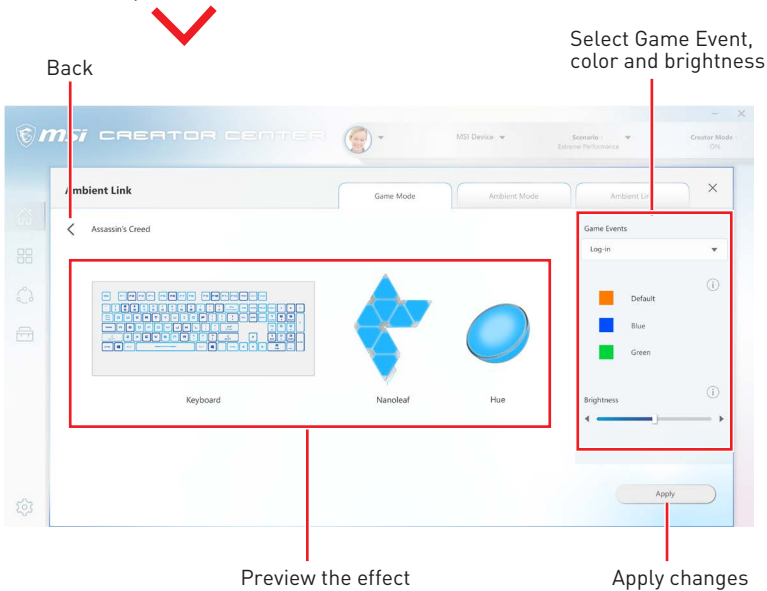 Select Game Event,
color and brightness
Back
msi CREATOR CENTER
MSI Device
Scenario :
Extreme Performance
Creator Mode :
ON
Ambient Link
Game Mode
Ambient Mode
Ambient Link
Assassin's Creed
Game Events
Log-in
Default
Blue
Green
Brightness
Keyboard
Nanoleaf
Hue
Apply
Preview the effect
Apply changes